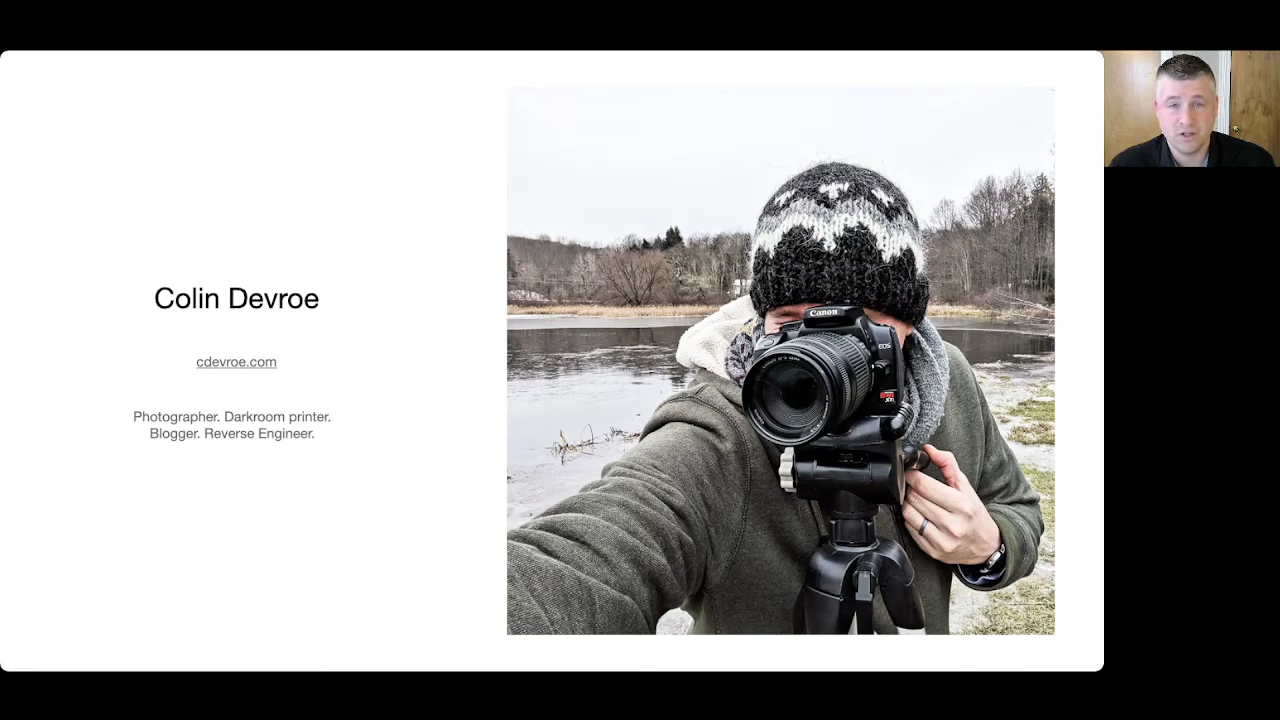 Colin Devroe
cdevroe.com
Photographer. Darkroom printer.
Blogger. Reverse Engineer.
Canon
EOS